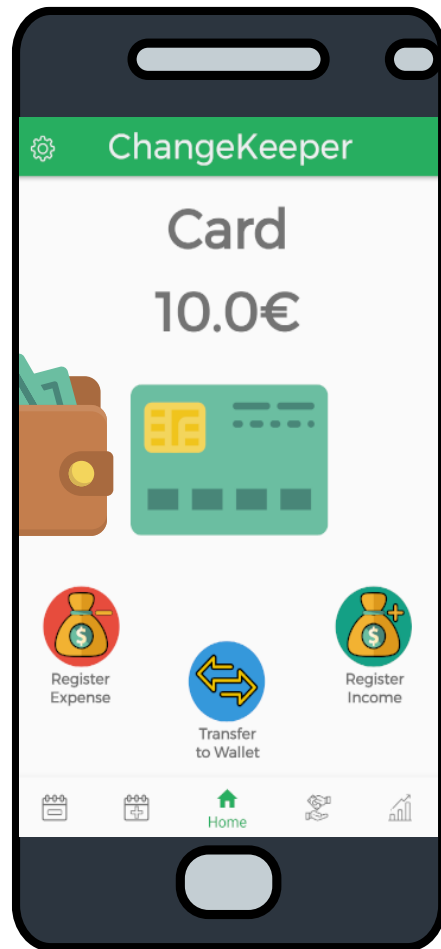 ChangeKeeper
Card
10.0€
Register
Expense
Register
Income
Transfer
to Wallet
Home